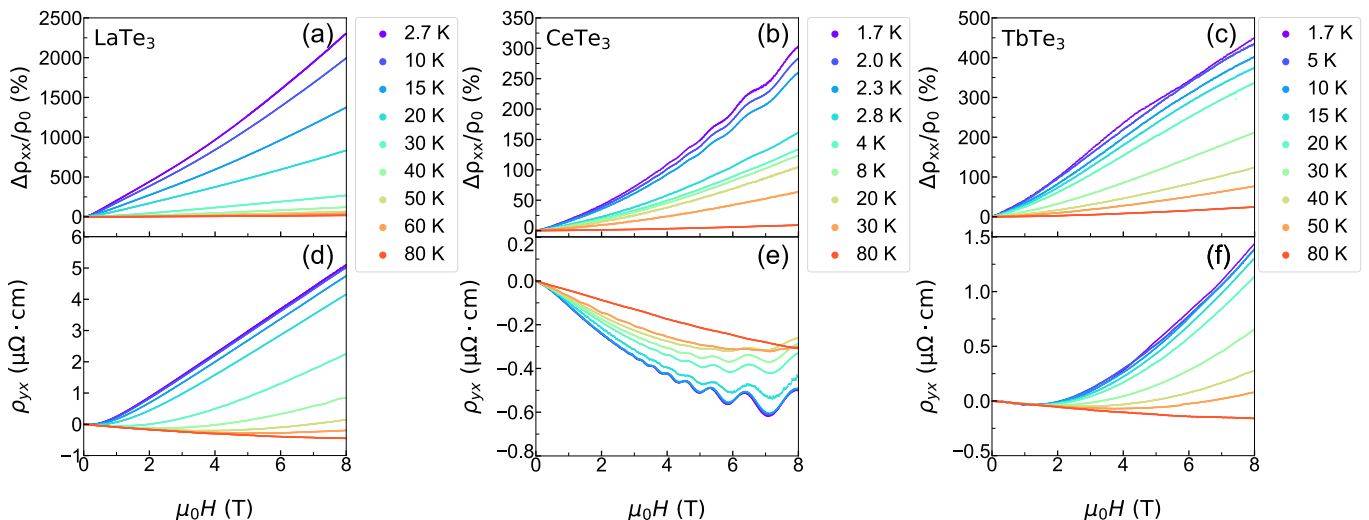 LaTe₃
(a)
Δρxx/ρ0 (%)
2500
2000
1500
1000
500
0
2.7 K
10 K
15 K
20 K
30 K
40 K
50 K
60 K
80 K
CeTe₃
(b)
Δρxx/ρ0 (%)
350
300
250
200
150
100
50
0
1.7 K
2.0 K
2.3 K
2.8 K
4 K
8 K
20 K
30 K
80 K
TbTe₃
(c)
Δρxx/ρ0 (%)
500
400
300
200
100
0
1.7 K
5 K
10 K
15 K
20 K
30 K
40 K
50 K
80 K
(d)
ρyx (μΩ·cm)
6
5
4
3
2
1
0
−1
0 2 4 6 8
μ₀H (T)
(e)
ρyx (μΩ·cm)
0.2
0.0
−0.2
−0.4
−0.6
−0.8
0 2 4 6 8
μ₀H (T)
(f)
ρyx (μΩ·cm)
1.5
1.0
0.5
0.0
−0.5
0 2 4 6 8
μ₀H (T)